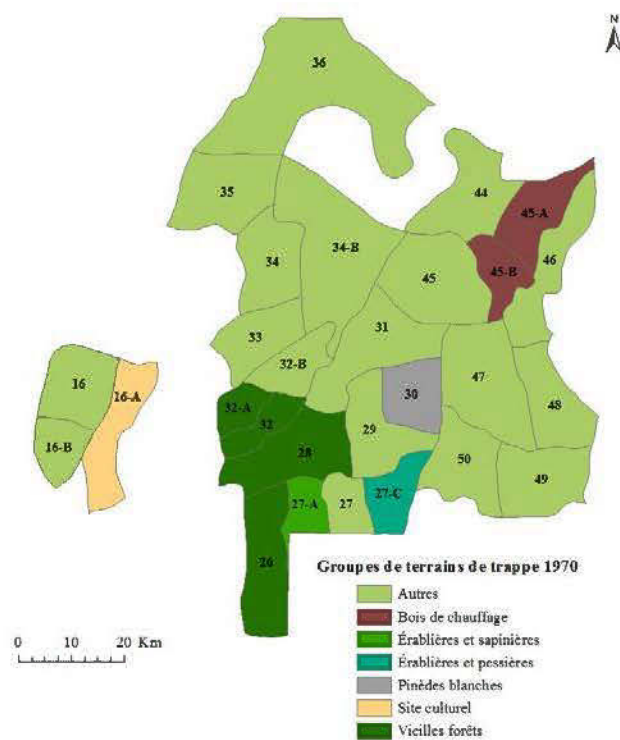 N
36
35
44
45-A
34-B
34
45
45-B
46
33
31
32-B
16
16-A
30
47
32-A
32
48
29
16-B
28
50
49
27-A
27
27-C
26
Groupes de terrains de trappe 1970
Autres
Bois de chauffage
Érablières et sapinières
Érablières et pessières
Pinèdes blanches
Site culturel
Vieilles forêts
0 10 20 Km